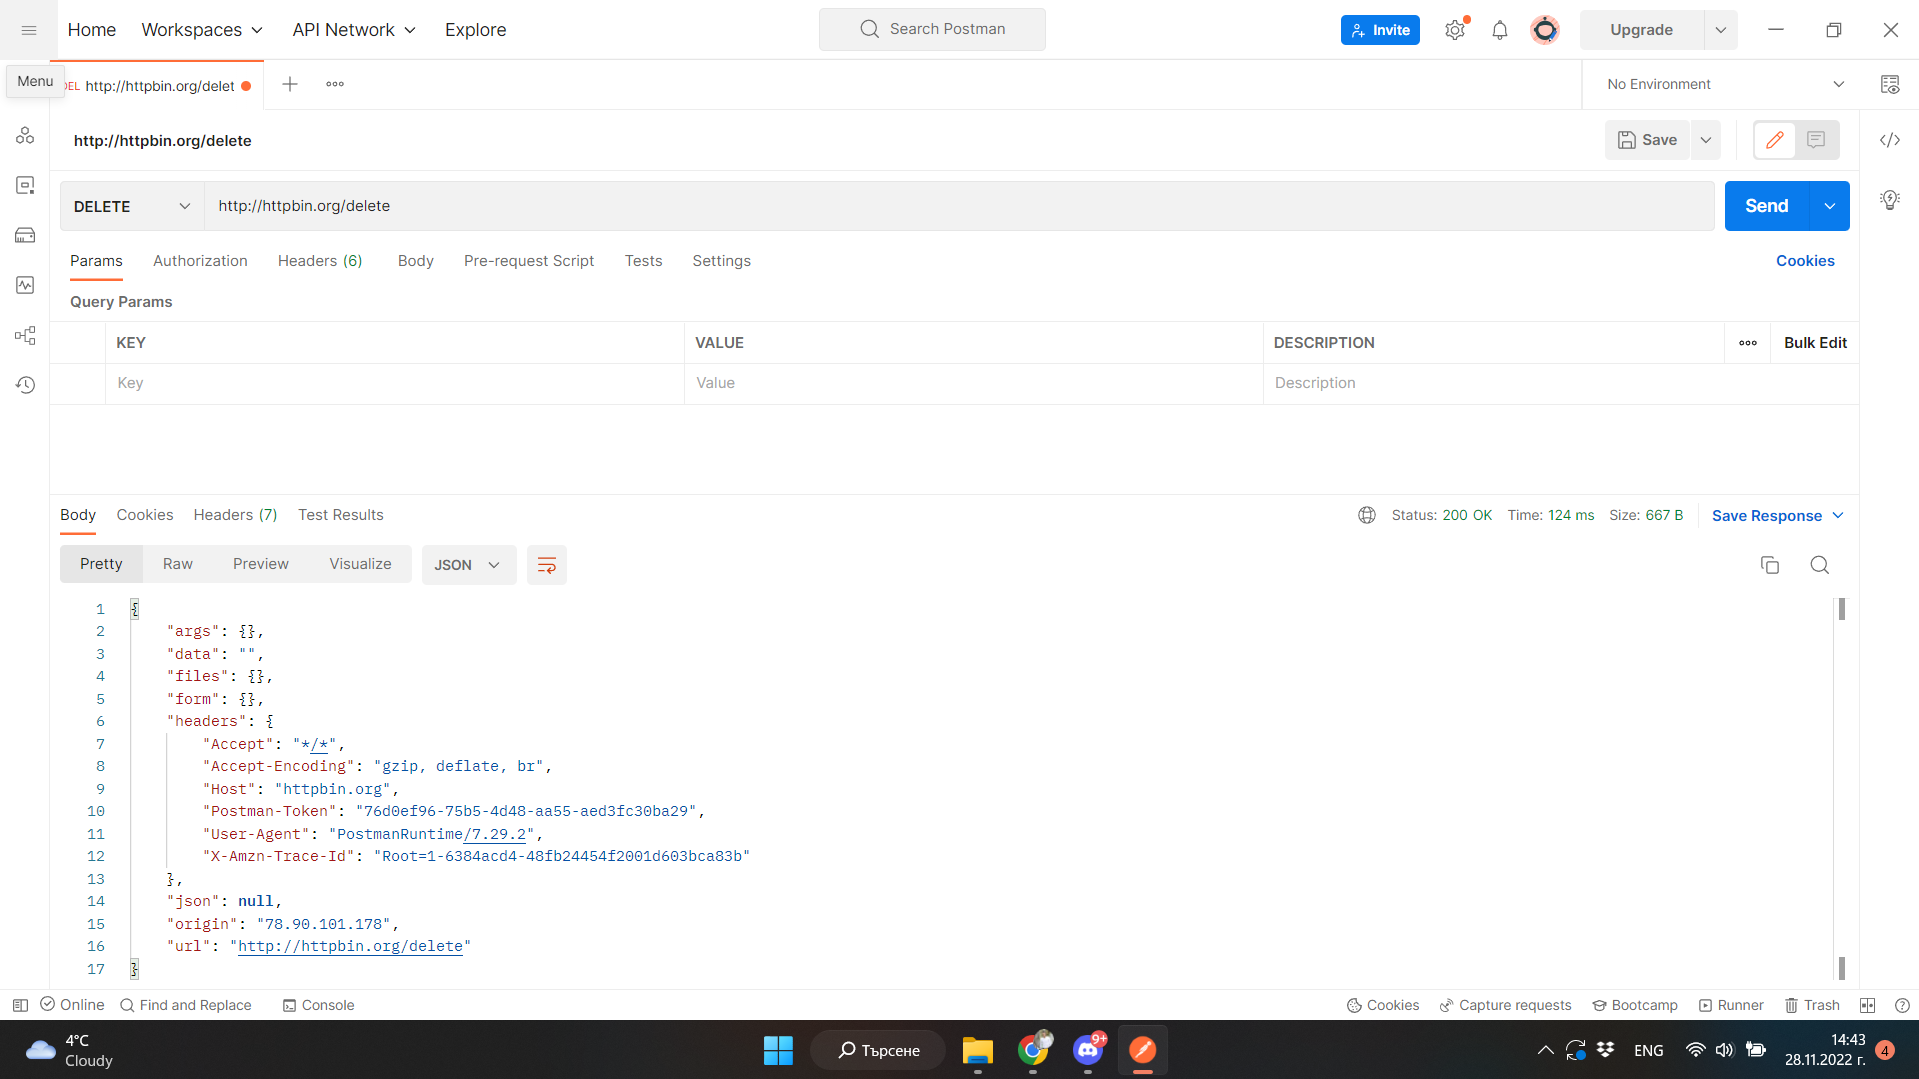 Home Workspaces API Network Explore Search Postman Invite Upgrade
Menu
DEL http://httpbin.org/delet No Environment
http://httpbin.org/delete Save
DELETE http://httpbin.org/delete Send
Params Authorization Headers (6) Body Pre-request Script Tests Settings Cookies
Query Params
KEY VALUE DESCRIPTION Bulk Edit
Key Value Description
Body Cookies Headers (7) Test Results Status: 200 OK Time: 124 ms Size: 667 B Save Response
Pretty Raw Preview Visualize JSON
1 {
2 "args": {},
3 "data": "",
4 "files": {},
5 "form": {},
6 "headers": {
7 "Accept": "*/*",
8 "Accept-Encoding": "gzip, deflate, br",
9 "Host": "httpbin.org",
10 "Postman-Token": "76d0ef96-75b5-4d48-aa55-aed3fc30ba29",
11 "User-Agent": "PostmanRuntime/7.29.2",
12 "X-Amzn-Trace-Id": "Root=1-6384acd4-48fb24454f2001d603bca83b"
13 },
14 "json": null,
15 "origin": "78.90.101.178",
16 "url": "http://httpbin.org/delete"
17 }
Online Find and Replace Console Cookies Capture requests Bootcamp Runner Trash
4°C
Cloudy
Търсене
9+
ENG
14:43
28.11.2022 г.
4